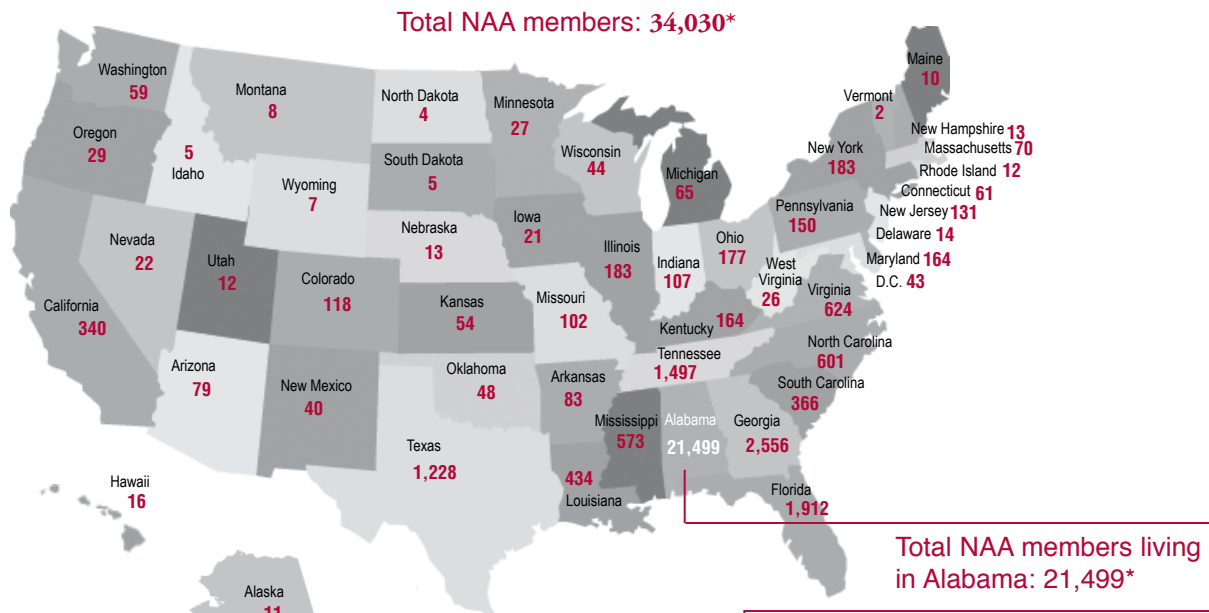 Total NAA members: 34,030*
Washington
59
Montana
8
North Dakota
4
Minnesota
27
Maine
10
Vermont
2
Oregon
29
5
Idaho
Wyoming
7
South Dakota
5
Wisconsin
44
Michigan
65
New York
183
New Hampshire 13
Massachusetts 70
Rhode Island 12
Connecticut 61
New Jersey 131
Delaware 14
Maryland 164
D.C. 43
Pennsylvania
150
Iowa
21
Nebraska
13
Nevada
22
Utah
12
Colorado
118
California
340
Illinois
183
Indiana
107
Ohio
177
West
Virginia
26
Virginia
624
Kansas
54
Missouri
102
Kentucky
164
North Carolina
601
Tennessee
1,497
South Carolina
366
Arizona
79
New Mexico
40
Oklahoma
48
Arkansas
83
Mississippi
573
Alabama
21,499
Georgia
2,556
Texas
1,228
434
Louisiana
Florida
1,912
Hawaii
16
Alaska
11
Total NAA members living
in Alabama: 21,499*